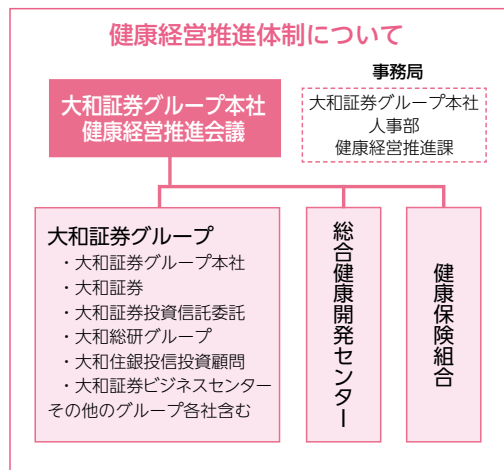 健康経営推進体制について
大和証券グループ本社
健康経営推進会議
事務局
大和証券グループ本社
人事部
健康経営推進課
大和証券グループ
・大和証券グループ本社
・大和証券
・大和証券投資信託委託
・大和総研グループ
・大和住銀投信投資顧問
・大和証券ビジネスセンター
その他のグループ各社含む
総合健康開発センター
健康保険組合